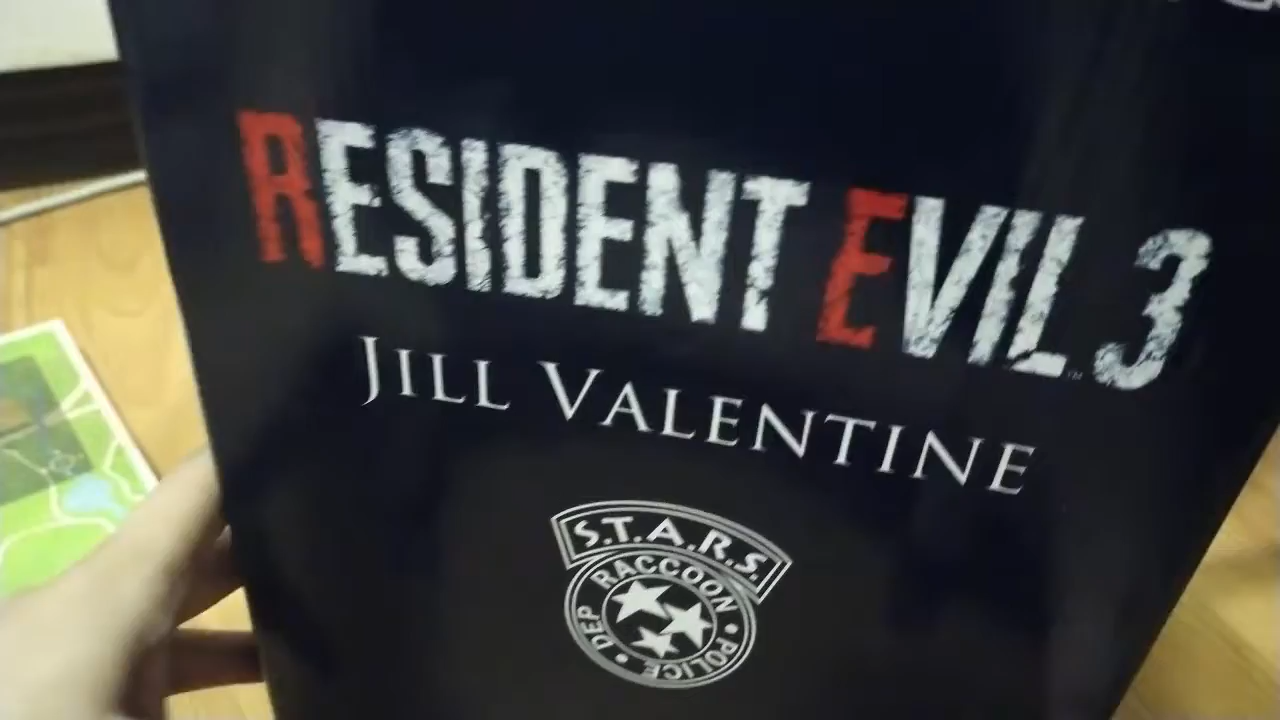 RESIDENT EVIL 3
JILL VALENTINE
S.T.A.R.S.
RACCOON • POLICE • DEP